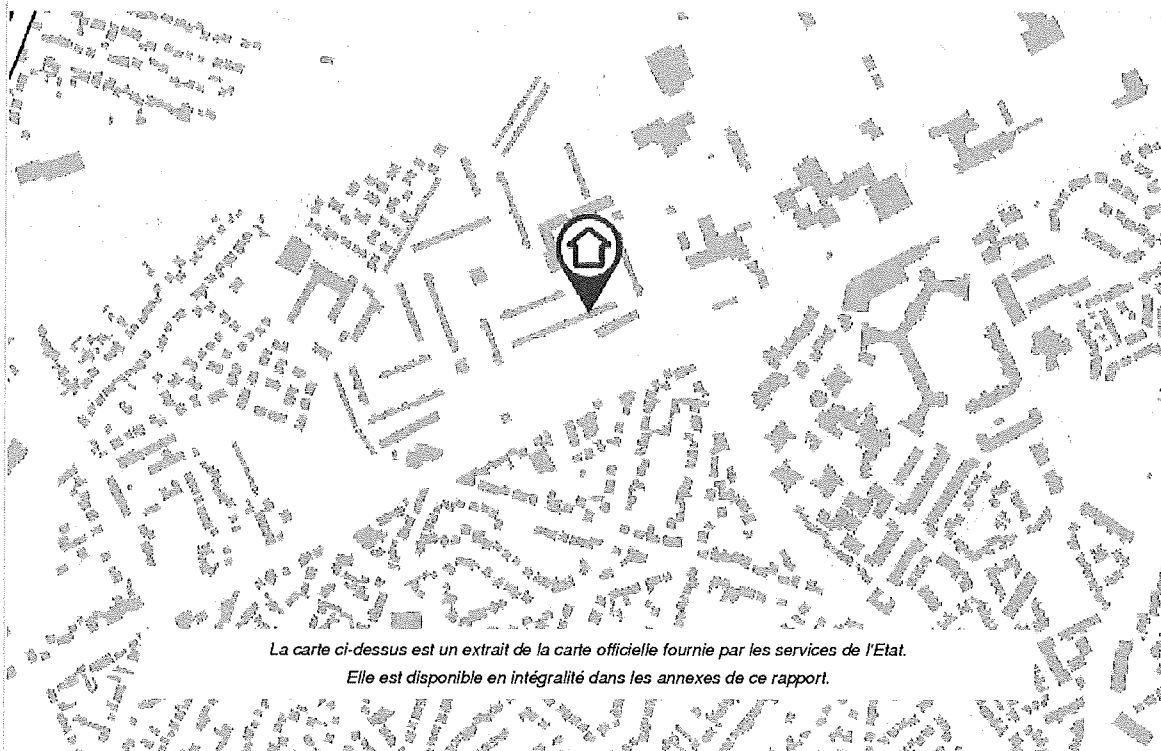 La carte ci-dessus est un extrait de la carte officielle fournie par les services de l'Etat.
Elle est disponible en intégralité dans les annexes de ce rapport.